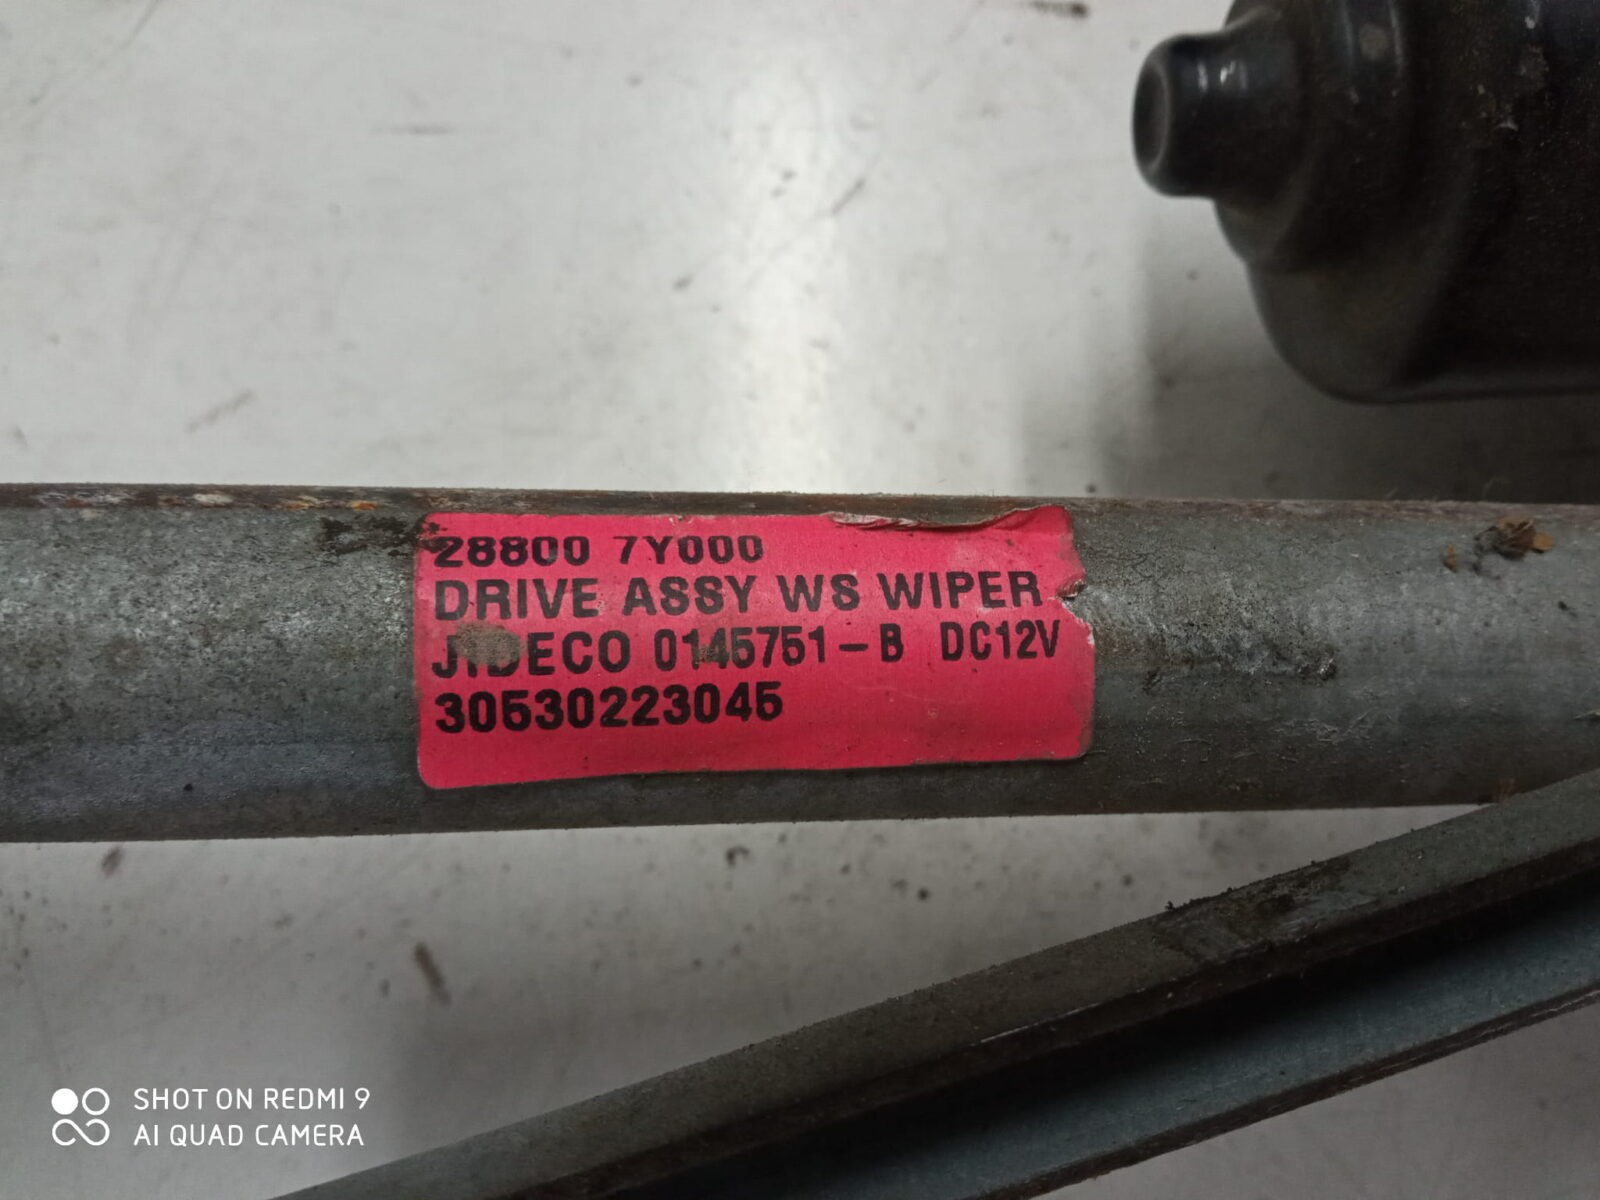 28800 7Y000
DRIVE ASSY WS WIPER
JIDECO 0145751-B DC12V
30530223045
SHOT ON REDMI 9
AI QUAD CAMERA